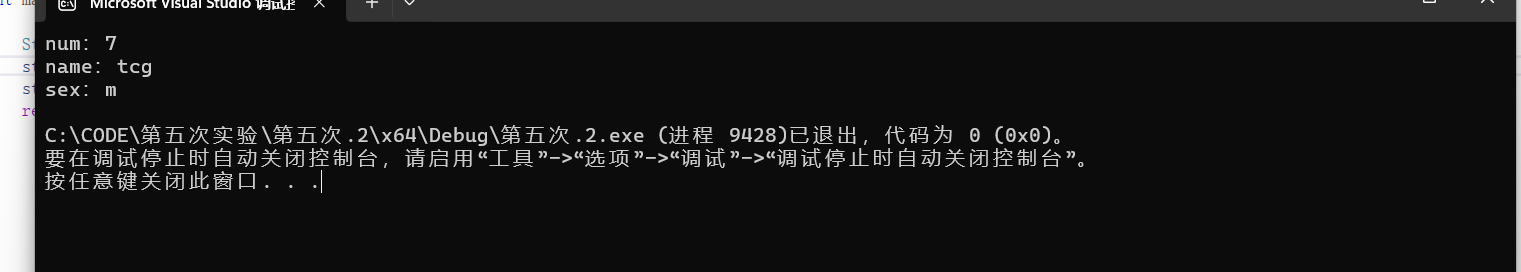 Microsoft Visual Studio 调试
num: 7
name: tcg
sex: m
C:\CODE\第五次实验\第五次.2\x64\Debug\第五次.2.exe (进程 9428)已退出，代码为 0 (0x0)。
要在调试停止时自动关闭控制台，请启用“工具”->“选项”->“调试”->“调试停止时自动关闭控制台”。
按任意键关闭此窗口. . .